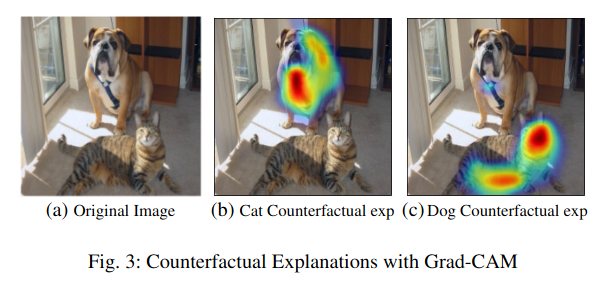 (a) Original Image (b) Cat Counterfactual exp (c) Dog Counterfactual exp
Fig. 3: Counterfactual Explanations with Grad-CAM